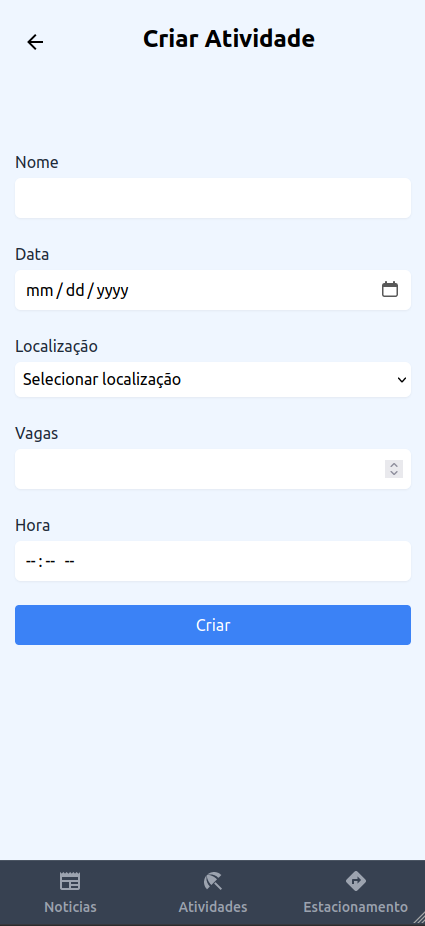 Criar Atividade
Nome
Data
mm/dd/yyyy
Localização
Selecionar localização
Vagas
Hora
--:-- --
Criar
Noticias Atividades Estacionamento